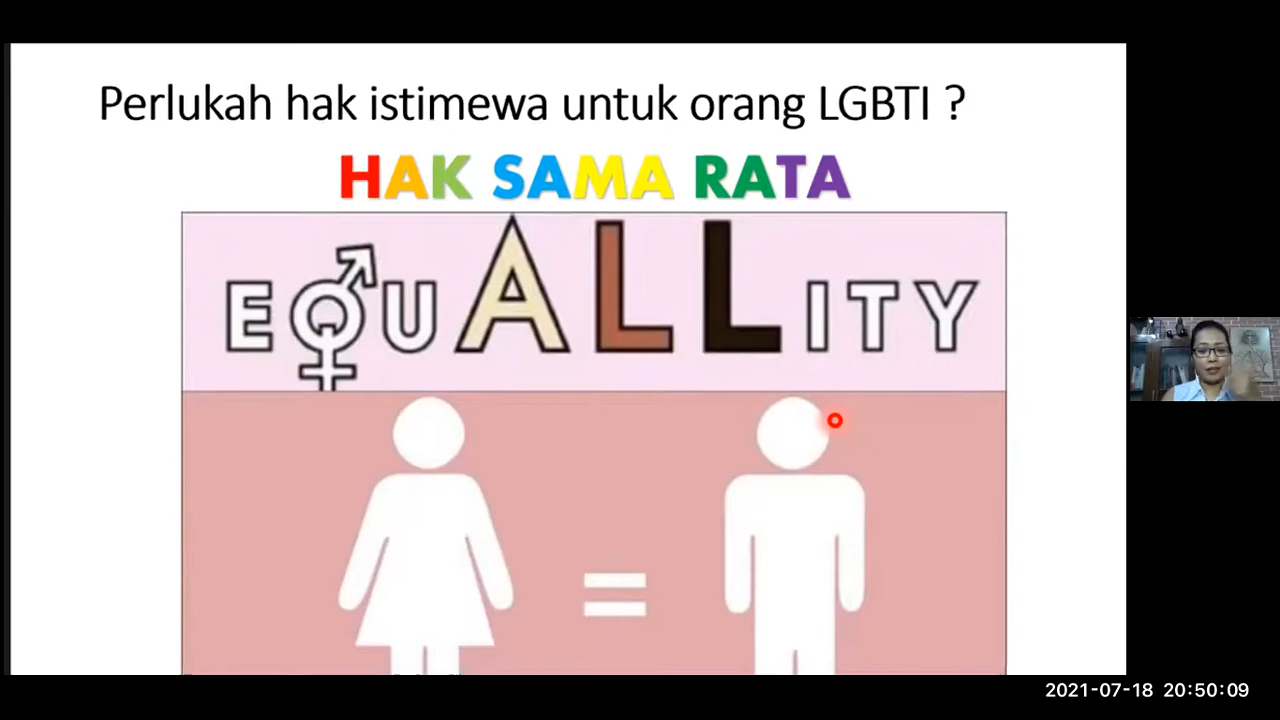 Perlukah hak istimewa untuk orang LGBTI ?
HAK SAMA RATA
EQUALLITY
=
2021-07-18 20:50:09